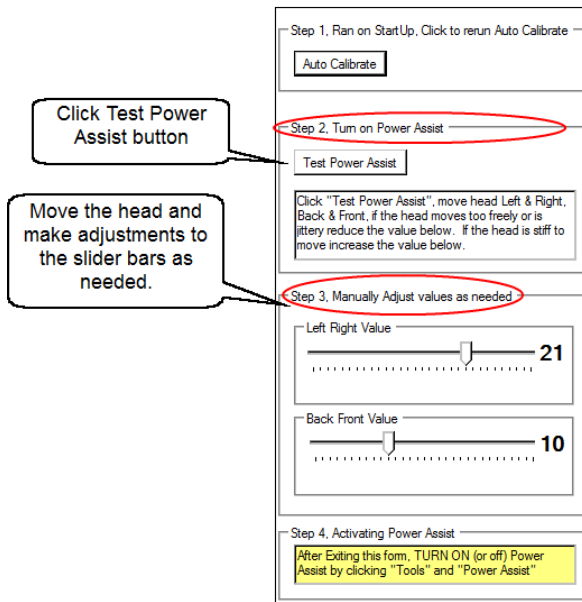 Step 1, Ran on StartUp, Click to rerun Auto Calibrate
Auto Calibrate
Click Test Power
Assist button
Step 2, Turn on Power Assist
Test Power Assist
Click "Test Power Assist", move head Left & Right,
Back & Front, if the head moves too freely or is
jittery reduce the value below.  If the head is stiff to
move increase the value below.
Move the head and
make adjustments to
the slider bars as
needed.
Step 3, Manually Adjust values as needed
Left Right Value
21
Back Front Value
10
Step 4, Activating Power Assist
After Exiting this form, TURN ON (or off) Power
Assist by clicking "Tools" and "Power Assist"